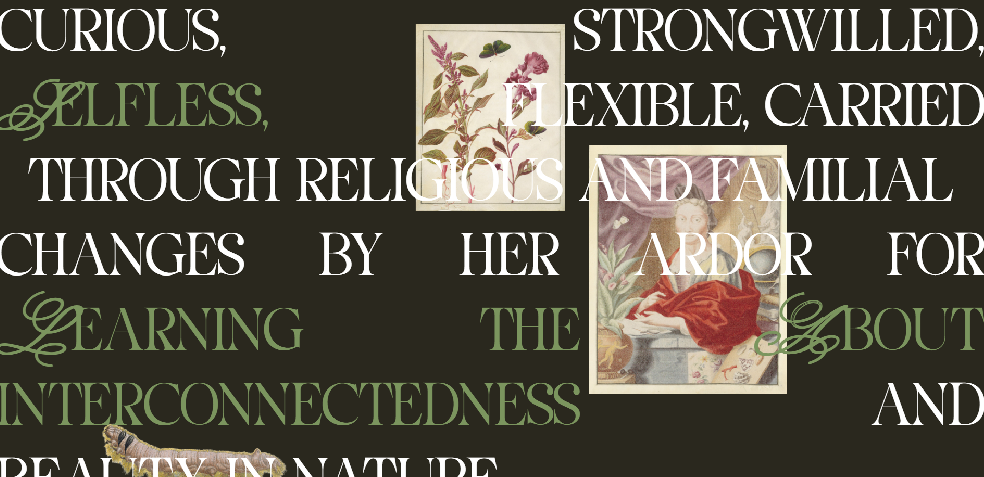 CURIOUS, STRONGWILLED,
SELFLESS, FLEXIBLE, CARRIED
THROUGH RELIGIOUS AND FAMILIAL
CHANGES BY HER ARDOR FOR
LEARNING THE ABOUT
INTERCONNECTEDNESS AND
BEAUTY IN NATURE